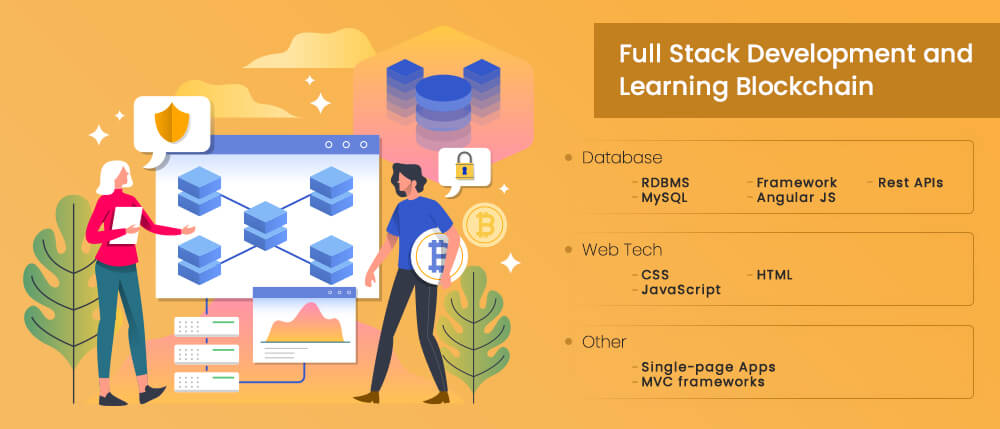 Full Stack Development and
Learning Blockchain
Database
- RDBMS - Framework - Rest APIs
- MySQL - Angular JS
Web Tech
- CSS - HTML
- JavaScript
Other
- Single-page Apps
- MVC frameworks